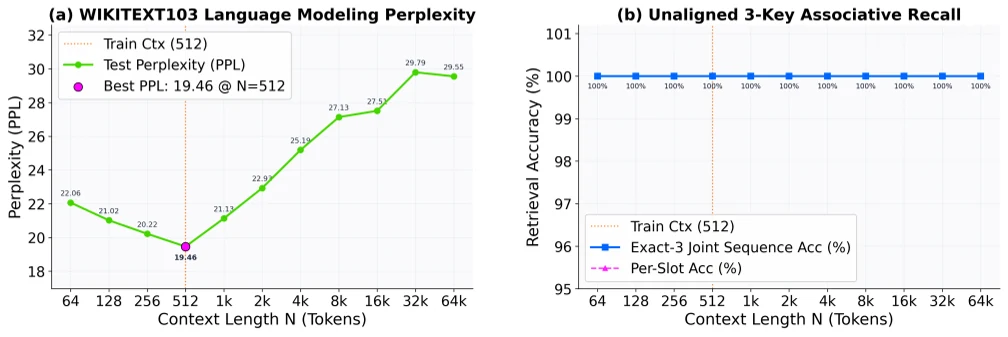 (a) WIKITEXT103 Language Modeling Perplexity
32
30
28
26
24
22
20
18
Perplexity (PPL)
Train Ctx (512)
Test Perplexity (PPL)
Best PPL: 19.46 @ N=512
22.06
21.02
20.22
19.46
21.13
22.93
25.19
27.13
27.51
29.79
29.55
64 128 256 512 1k 2k 4k 8k 16k 32k 64k
Context Length N (Tokens)
(b) Unaligned 3-Key Associative Recall
101
100
99
98
97
96
95
Retrieval Accuracy (%)
100% 100% 100% 100% 100% 100% 100% 100% 100% 100% 100%
Train Ctx (512)
Exact-3 Joint Sequence Acc (%)
Per-Slot Acc (%)
64 128 256 512 1k 2k 4k 8k 16k 32k 64k
Context Length N (Tokens)